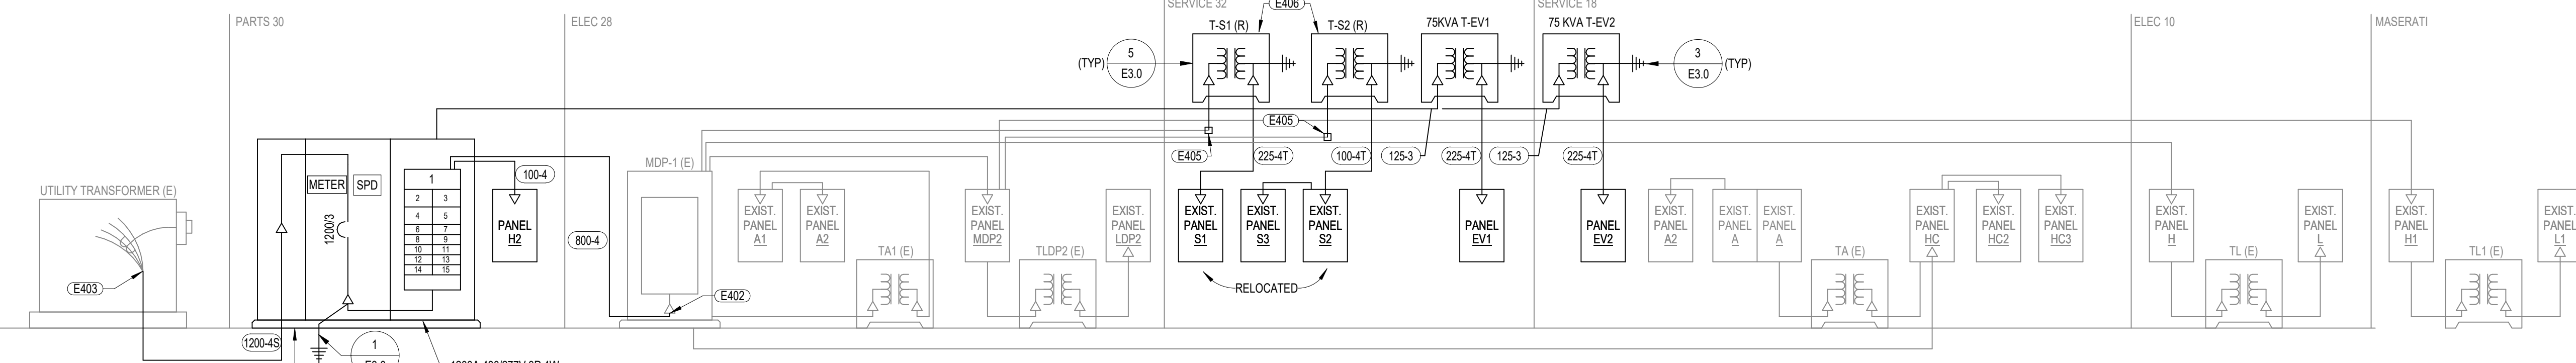 SERVICE 32
E406
SERVICE 18
PARTS 30
ELEC 28
T-S1 (R)
T-S2 (R)
75KVA T-EV1
75 KVA T-EV2
ELEC 10
MASERATI
5
E3.0
(TYP)
3
E3.0
(TYP)
E405
E405
225-4T
100-4T
125-3
225-4T
125-3
225-4T
MDP-1 (E)
UTILITY TRANSFORMER (E)
E403
METER
SPD
1200/3
1
2 3
4 5
6 7
8 9
10 11
12 13
14 15
100-4
PANEL
H2
800-4
E402
EXIST.
PANEL
A1
EXIST.
PANEL
A2
TA1 (E)
EXIST.
PANEL
MDP2
TLDP2 (E)
EXIST.
PANEL
LDP2
EXIST.
PANEL
S1
EXIST.
PANEL
S3
EXIST.
PANEL
S2
RELOCATED
PANEL
EV1
PANEL
EV2
EXIST.
PANEL
A2
EXIST.
PANEL
A
EXIST.
PANEL
A
TA (E)
EXIST.
PANEL
HC
EXIST.
PANEL
HC2
EXIST.
PANEL
HC3
EXIST.
PANEL
H
TL (E)
EXIST.
PANEL
L
EXIST.
PANEL
H1
TL1 (E)
EXIST.
PANEL
L1
1200-4S
1